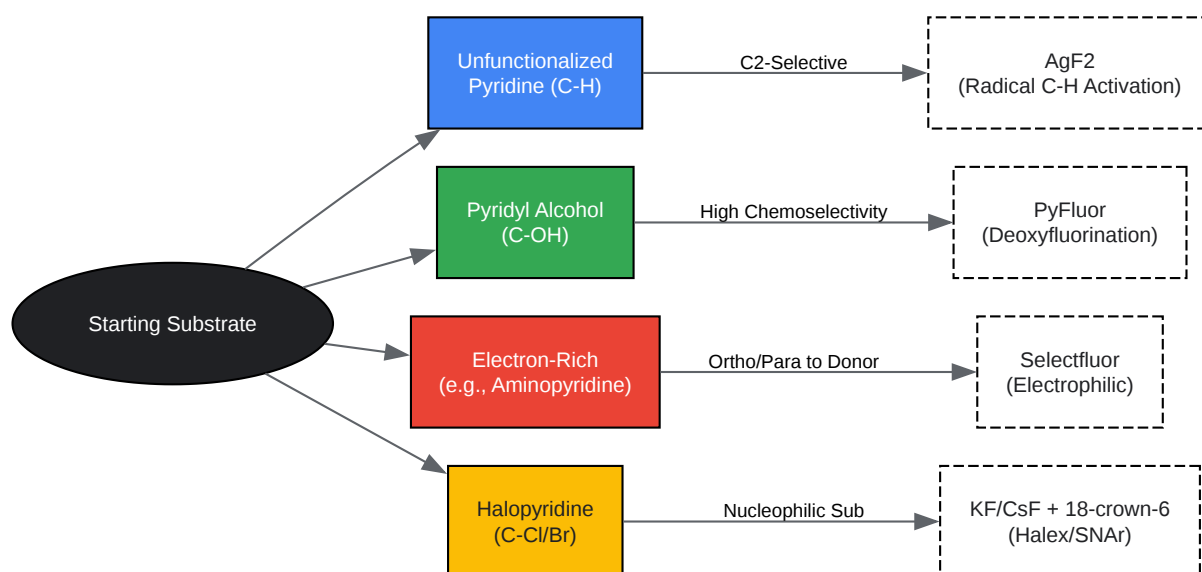 Unfunctionalized
Pyridine (C-H)
C2-Selective
AgF2
(Radical C-H Activation)
Pyridyl Alcohol
(C-OH)
High Chemoselectivity
PyFluor
(Deoxyfluorination)
Starting Substrate
Electron-Rich
(e.g., Aminopyridine)
Ortho/Para to Donor
Selectfluor
(Electrophilic)
Halopyridine
(C-Cl/Br)
Nucleophilic Sub
KF/CsF + 18-crown-6
(Halex/SNAr)